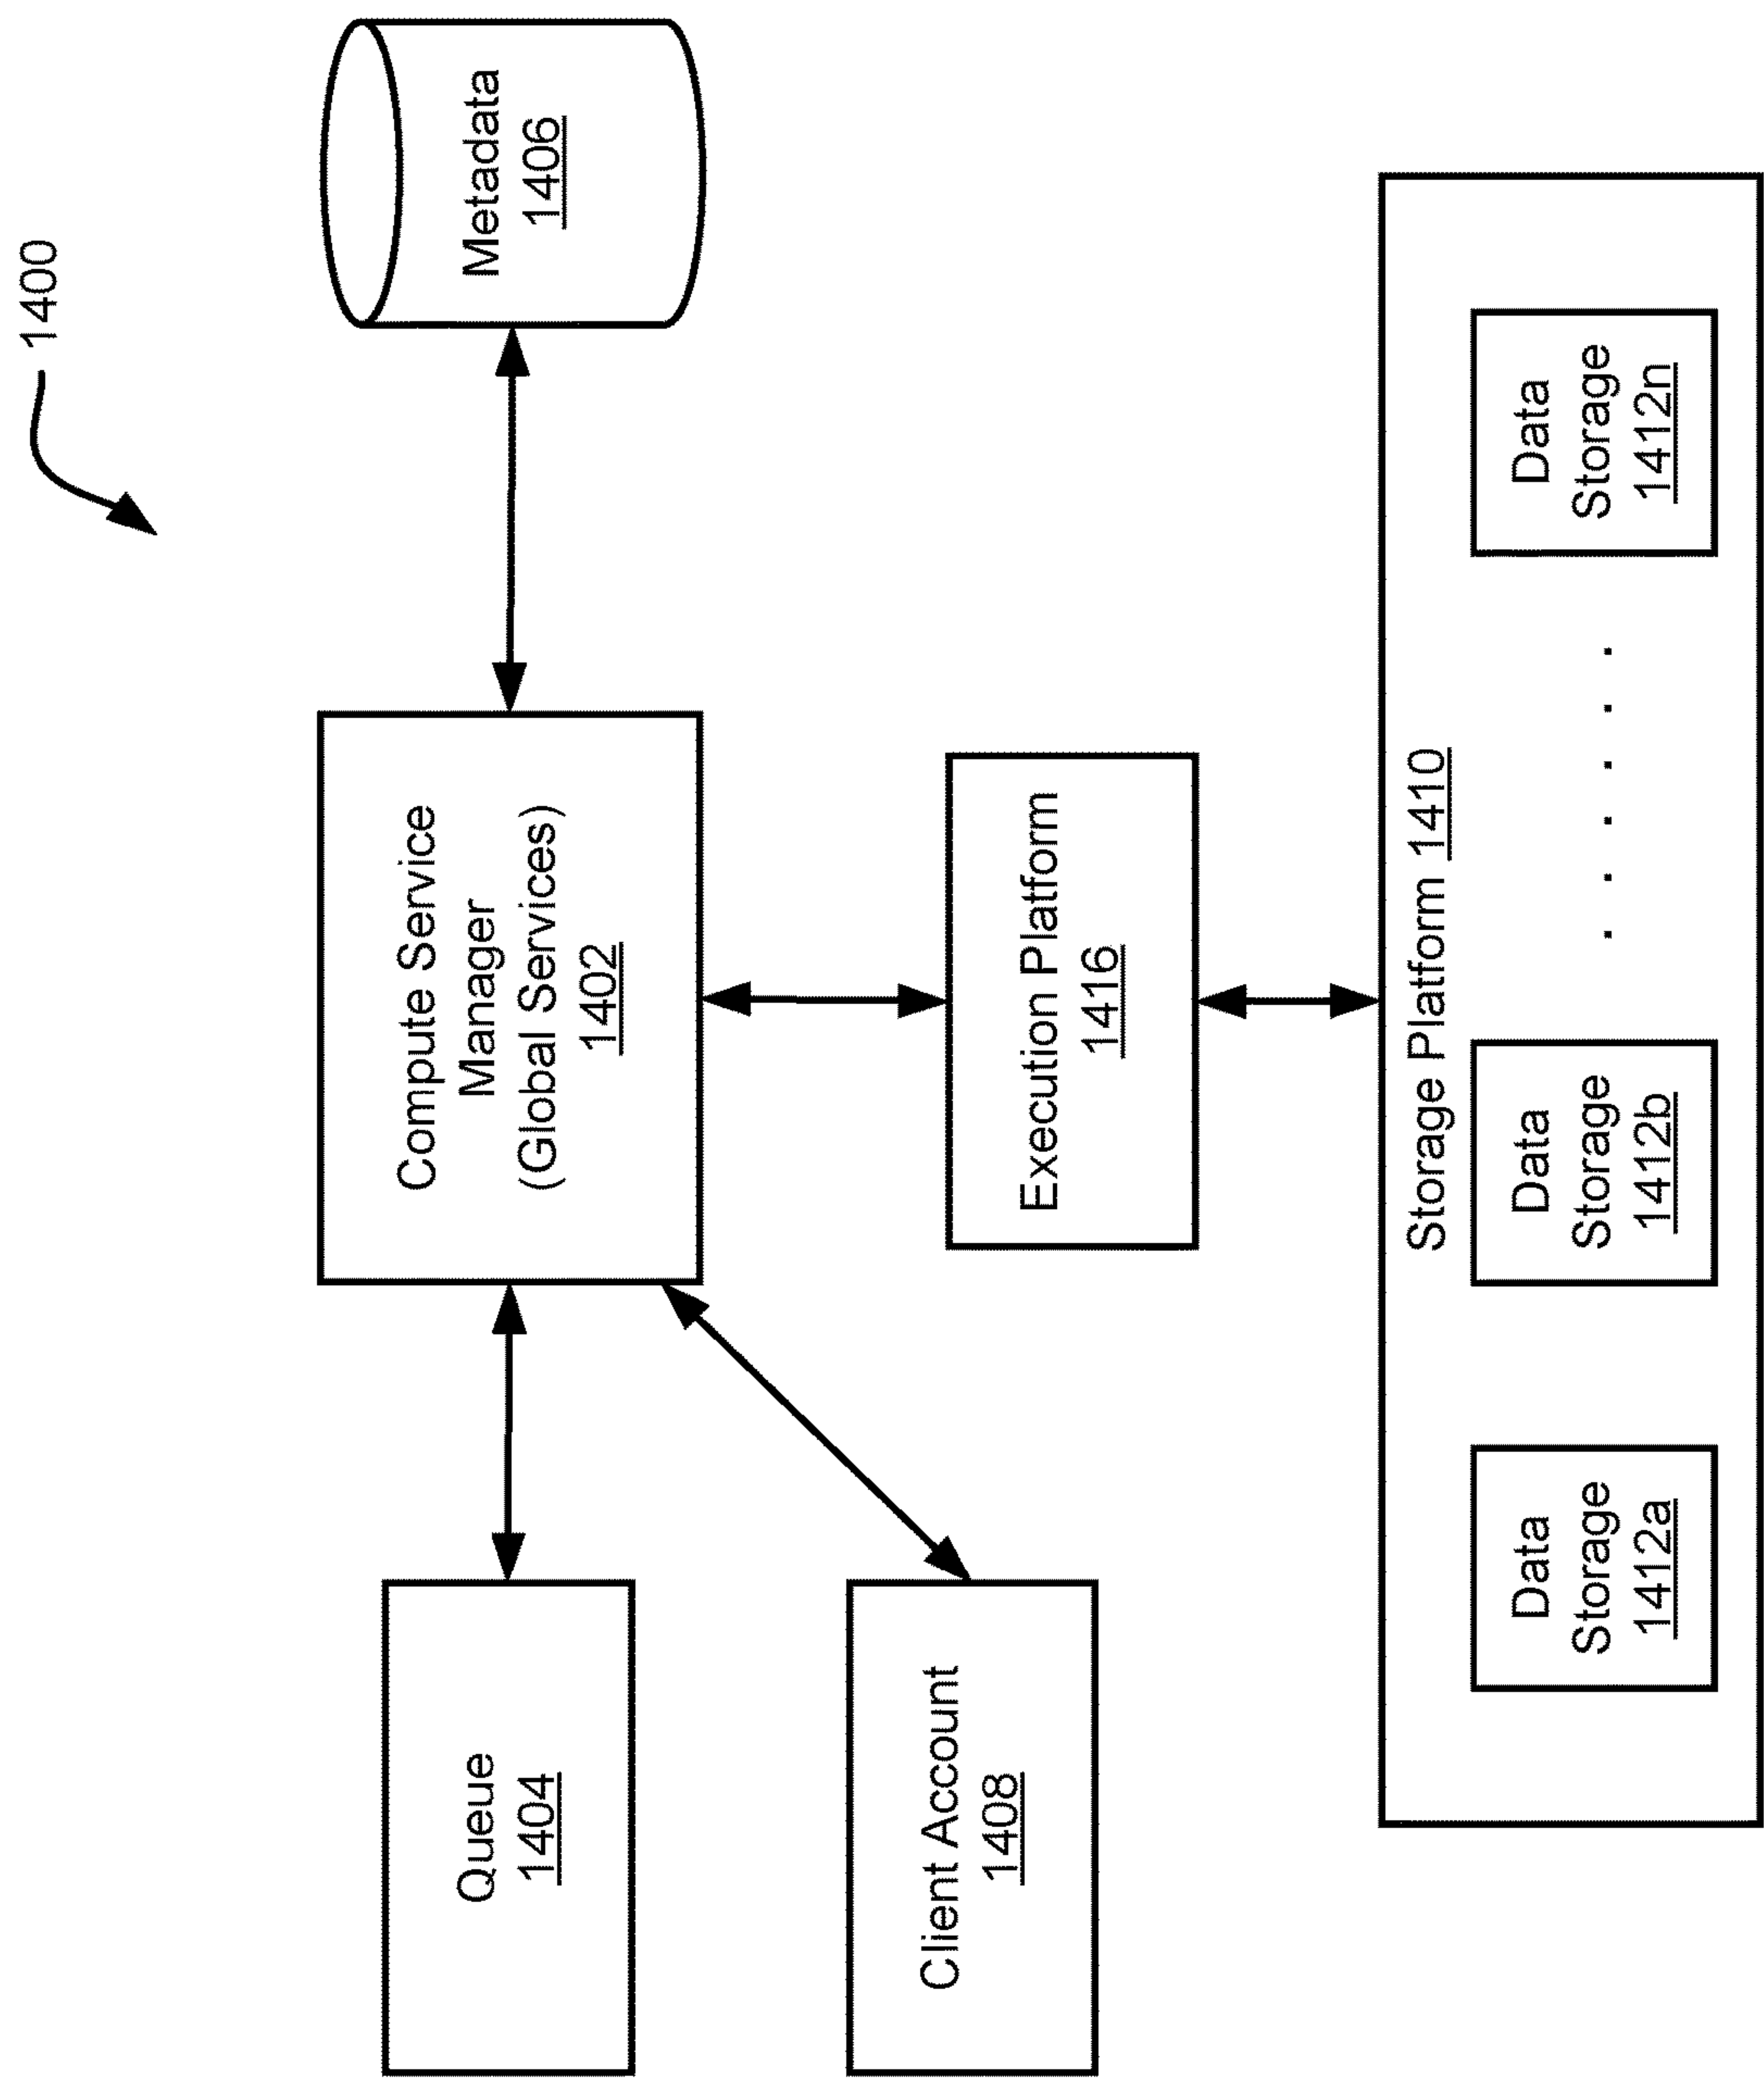 1400
Queue
1404
Compute Service
Manager
(Global Services)
1402
Metadata
1406
Client Account
1408
Execution Platform
1416
Storage Platform 1410
Data
Storage
1412a
Data
Storage
1412b
. . . . . .
Data
Storage
1412n